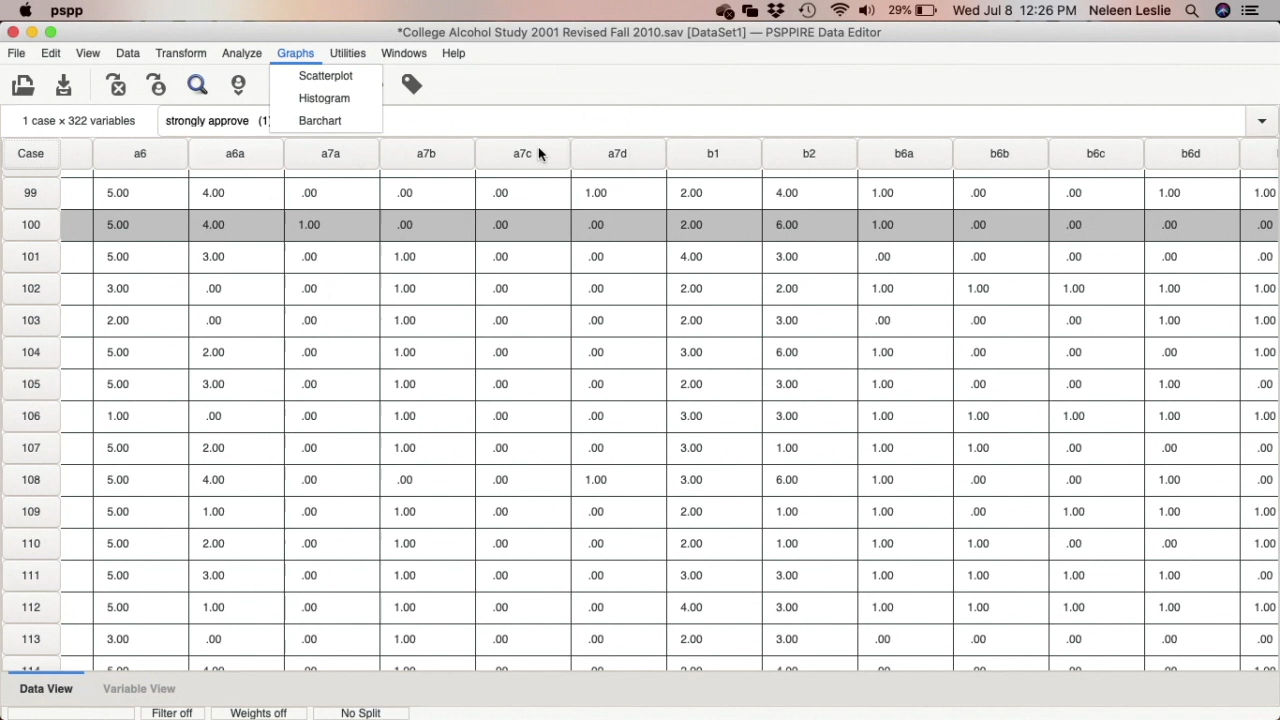 pspp 29% Wed Jul 8 12:26 PM Neleen Leslie
*College Alcohol Study 2001 Revised Fall 2010.sav [DataSet1] — PSPPIRE Data Editor
File Edit View Data Transform Analyze Graphs Utilities Windows Help
Scatterplot
Histogram
Barchart
1 case × 322 variables strongly approve (1)
Case a6 a6a a7a a7b a7c a7d b1 b2 b6a b6b b6c b6d
99 5.00 4.00 .00 .00 .00 1.00 2.00 4.00 1.00 .00 .00 1.00 1.00
100 5.00 4.00 1.00 .00 .00 .00 2.00 6.00 1.00 .00 .00 .00 .00
101 5.00 3.00 .00 1.00 .00 .00 4.00 3.00 .00 .00 .00 .00 .00
102 3.00 .00 .00 1.00 .00 .00 2.00 2.00 1.00 1.00 1.00 1.00 1.00
103 2.00 .00 .00 1.00 .00 .00 2.00 3.00 .00 .00 .00 1.00 1.00
104 5.00 2.00 .00 1.00 .00 .00 3.00 6.00 1.00 .00 .00 .00 1.00
105 5.00 3.00 .00 1.00 .00 .00 2.00 3.00 1.00 .00 .00 1.00 .00
106 1.00 .00 .00 1.00 .00 .00 3.00 3.00 1.00 1.00 1.00 1.00 1.00
107 5.00 2.00 .00 1.00 .00 .00 3.00 1.00 1.00 1.00 .00 .00 1.00
108 5.00 4.00 .00 .00 .00 1.00 3.00 6.00 1.00 .00 .00 1.00 .00
109 5.00 1.00 .00 1.00 .00 .00 2.00 1.00 1.00 .00 1.00 1.00 1.00
110 5.00 2.00 .00 1.00 .00 .00 2.00 1.00 1.00 1.00 .00 .00 1.00
111 5.00 3.00 .00 1.00 .00 .00 3.00 3.00 1.00 1.00 1.00 1.00 .00
112 5.00 1.00 .00 1.00 .00 .00 4.00 3.00 1.00 1.00 1.00 1.00 1.00
113 3.00 .00 .00 1.00 .00 .00 2.00 3.00 .00 .00 .00 .00 .00
Data View Variable View
Filter off Weights off No Split